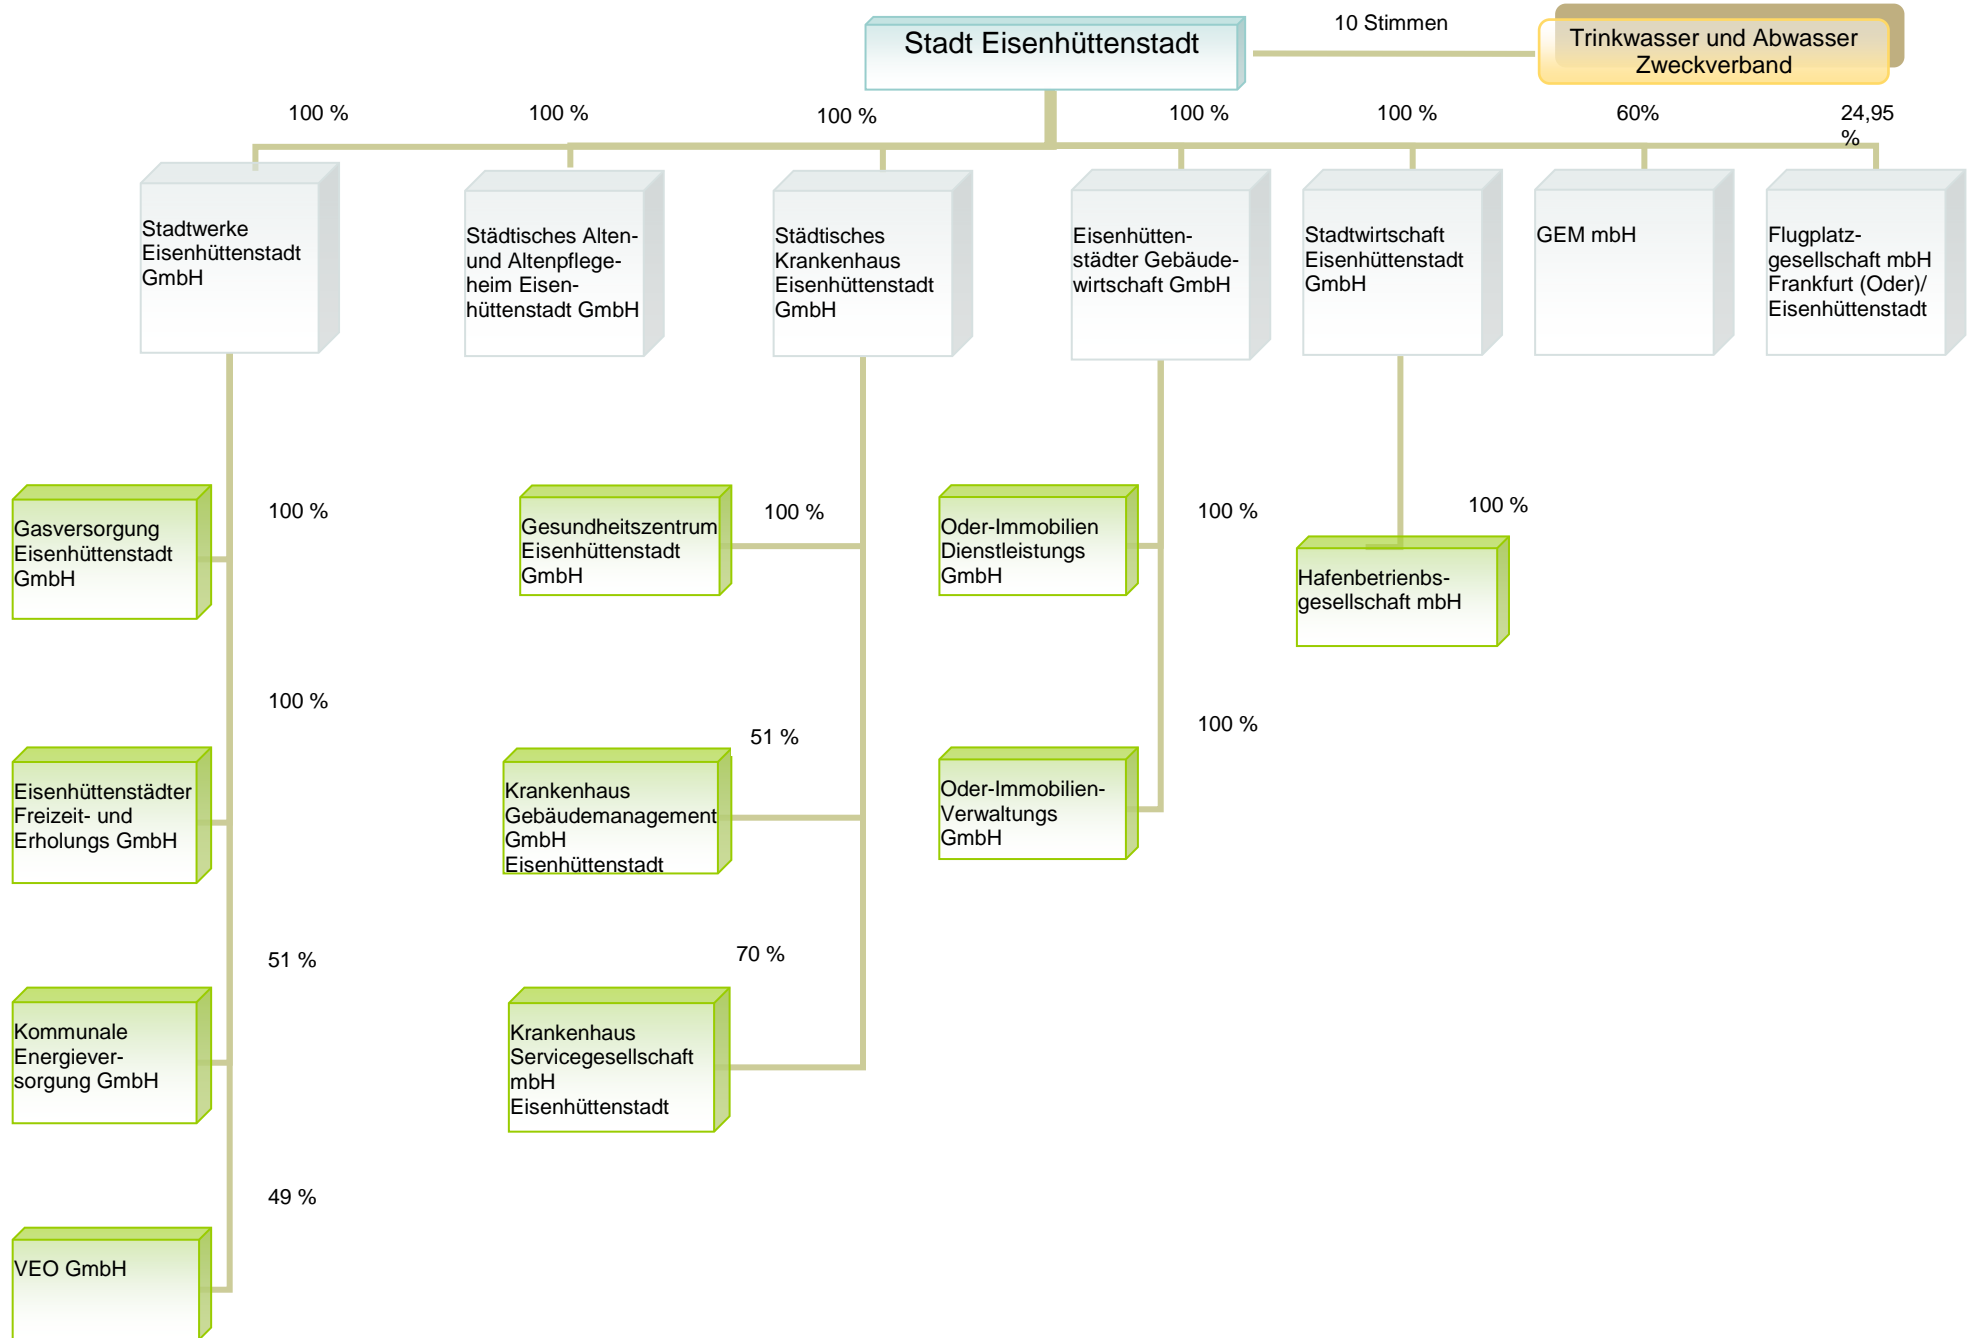 Stadt Eisenhüttenstadt
10 Stimmen
Trinkwasser und Abwasser
Zweckverband
100 %
100 %
100 %
100 %
100 %
60%
24,95
%
Stadtwerke
Eisenhüttenstadt
GmbH
Städtisches Alten-
und Altenpflege-
heim Eisen-
hüttenstadt GmbH
Städtisches
Krankenhaus
Eisenhüttenstadt
GmbH
Eisenhütten-
städter Gebäude-
wirtschaft GmbH
Stadtwirtschaft
Eisenhüttenstadt
GmbH
GEM mbH
Flugplatz-
gesellschaft mbH
Frankfurt (Oder)/
Eisenhüttenstadt
Gasversorgung
Eisenhüttenstadt
GmbH
100 %
Gesundheitszentrum
Eisenhüttenstadt
GmbH
100 %
Oder-Immobilien
Dienstleistungs
GmbH
100 %
100 %
Hafenbetrienbs-
gesellschaft mbH
100 %
Eisenhüttenstädter
Freizeit- und
Erholungs GmbH
51 %
Krankenhaus
Gebäudemanagement
GmbH
Eisenhüttenstadt
100 %
Oder-Immobilien-
Verwaltungs
GmbH
51 %
Kommunale
Energiever-
sorgung GmbH
70 %
Krankenhaus
Servicegesellschaft
mbH
Eisenhüttenstadt
49 %
VEO GmbH